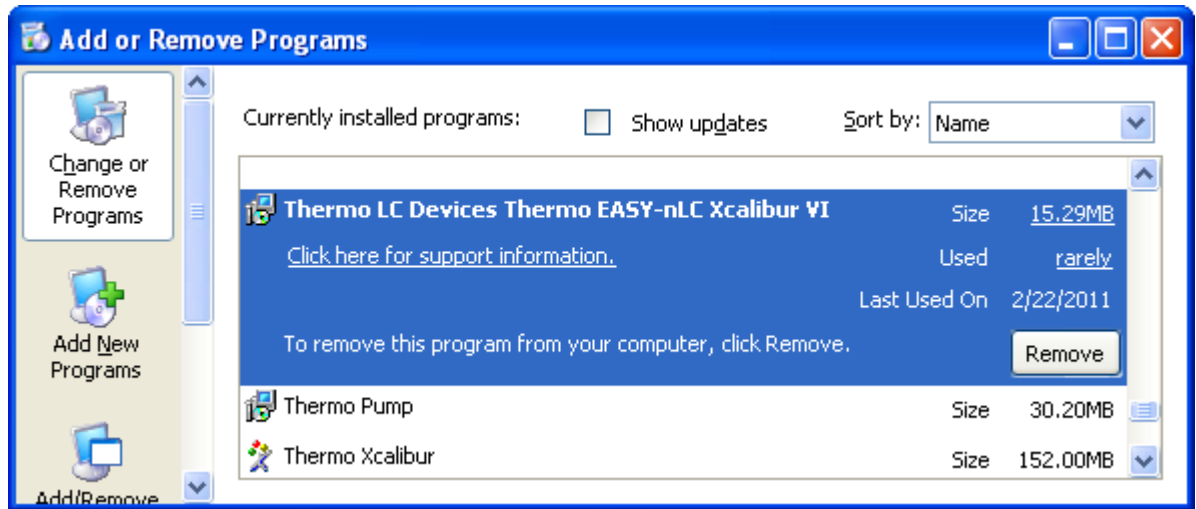 Add or Remove Programs
Change or
Remove
Programs
Add New
Programs
Add/Remove
Currently installed programs:
Show updates
Sort by:
Name
Thermo LC Devices Thermo EASY-nLC Xcalibur VI
Size
15.29MB
Click here for support information.
Used
rarely
Last Used On
2/22/2011
To remove this program from your computer, click Remove.
Remove
Thermo Pump
Size
30.20MB
Thermo Xcalibur
Size
152.00MB